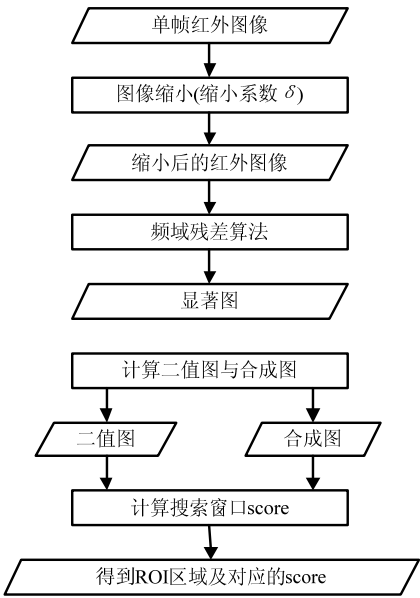 单帧红外图像
图像缩小(缩小系数 δ)
缩小后的红外图像
频域残差算法
显著图
计算二值图与合成图
二值图
合成图
计算搜索窗口score
得到ROI区域及对应的score